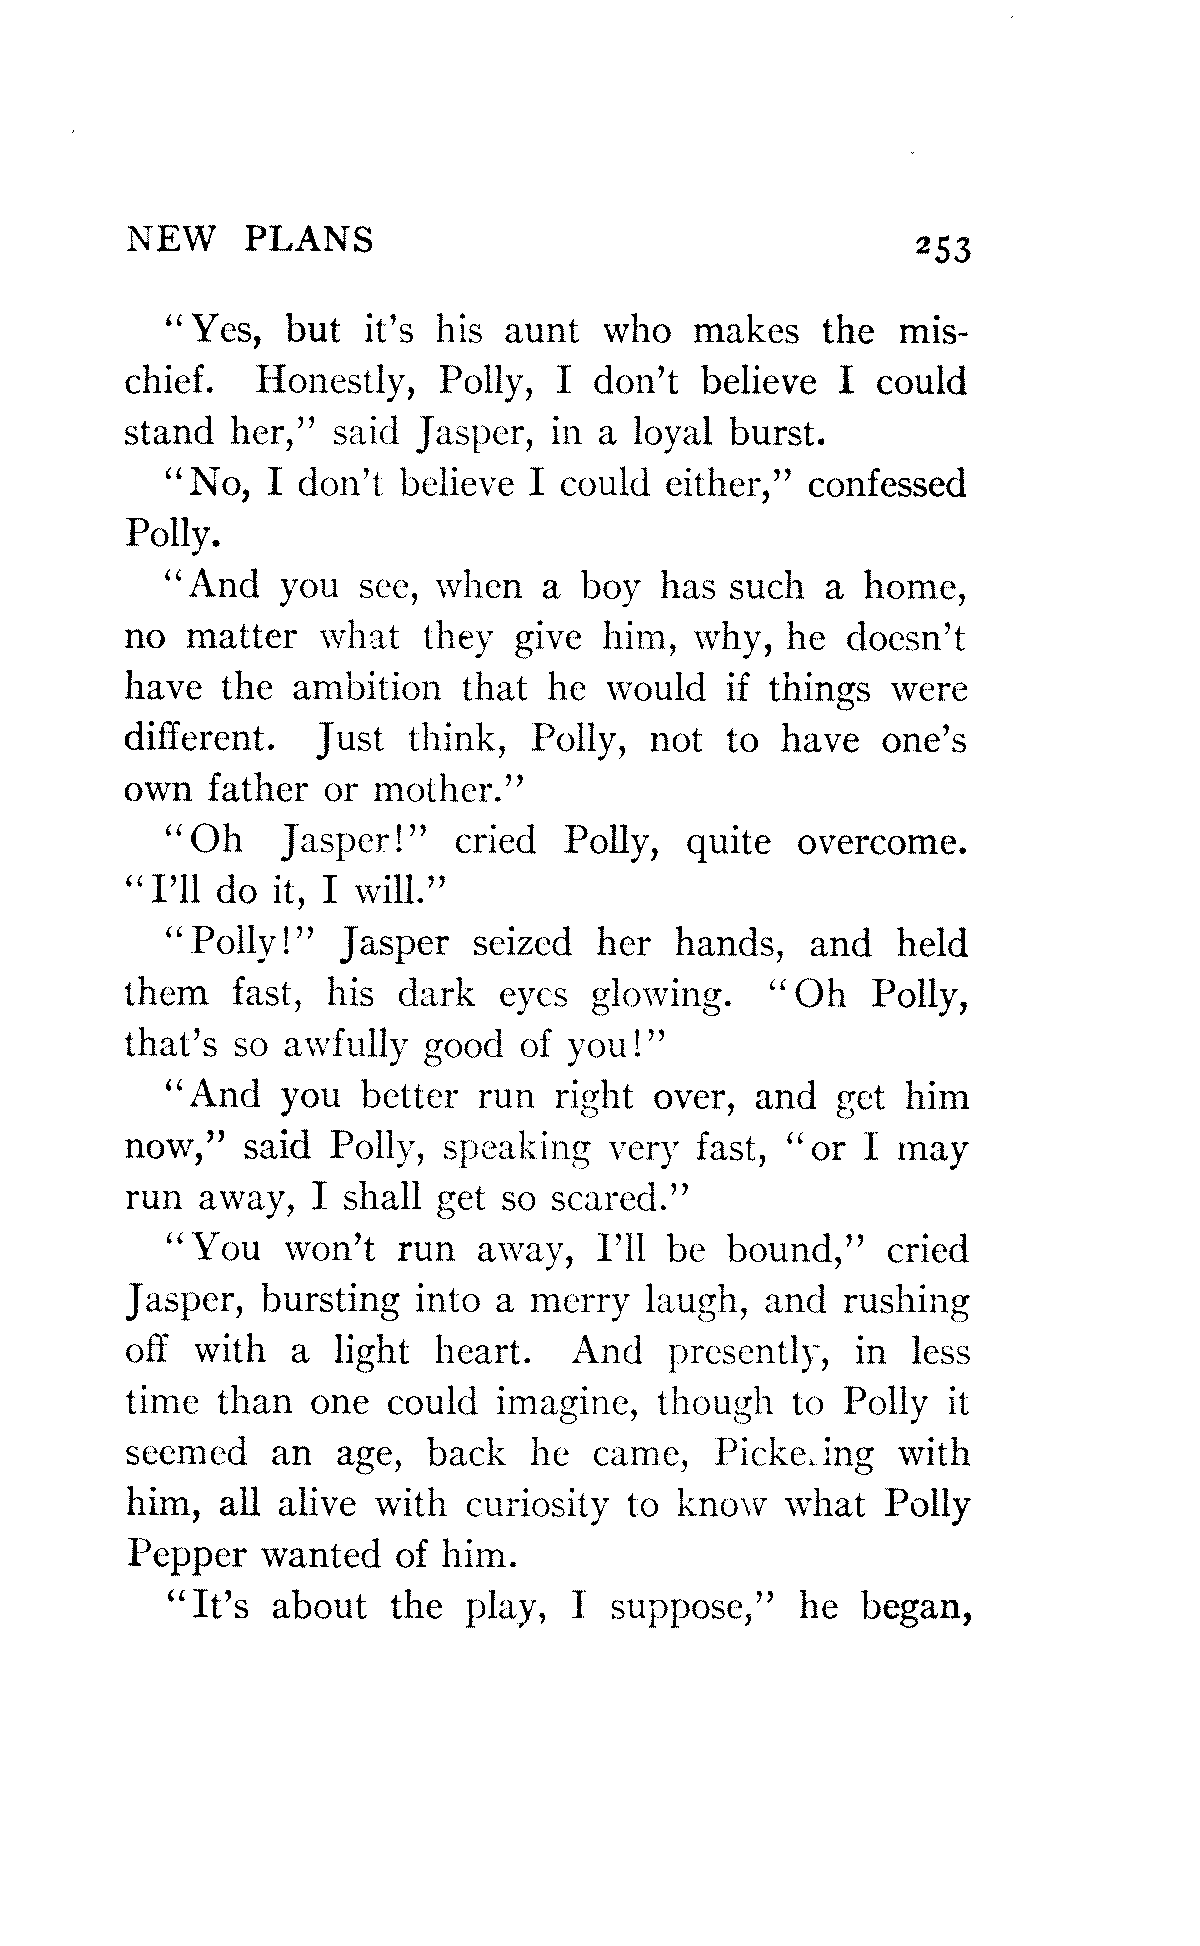 NEW PLANS 253
"Yes, but it's his aunt who makes the mis-
chief. Honestly, Polly, I don't believe I could
stand her," said Jasper, in a loyal burst.
"No, I don't believe I could either," confessed
Polly.
"And you see, when a boy has such a home,
no matter what they give him, why, he doesn't
have the ambition that he would if things were
different. Just think, Polly, not to have one's
own father or mother."
"Oh Jasper!" cried Polly, quite overcome.
"I'll do it, I will."
"Polly!" Jasper seized her hands, and held
them fast, his dark eyes glowing. "Oh Polly,
that's so awfully good of you!"
"And you better run right over, and get him
now," said Polly, speaking very fast, "or I may
run away, I shall get so scared."
"You won't run away, I'll be bound," cried
Jasper, bursting into a merry laugh, and rushing
off with a light heart. And presently, in less
time than one could imagine, though to Polly it
seemed an age, back he came, Pickering with
him, all alive with curiosity to know what Polly
Pepper wanted of him.
"It's about the play, I suppose," he began,